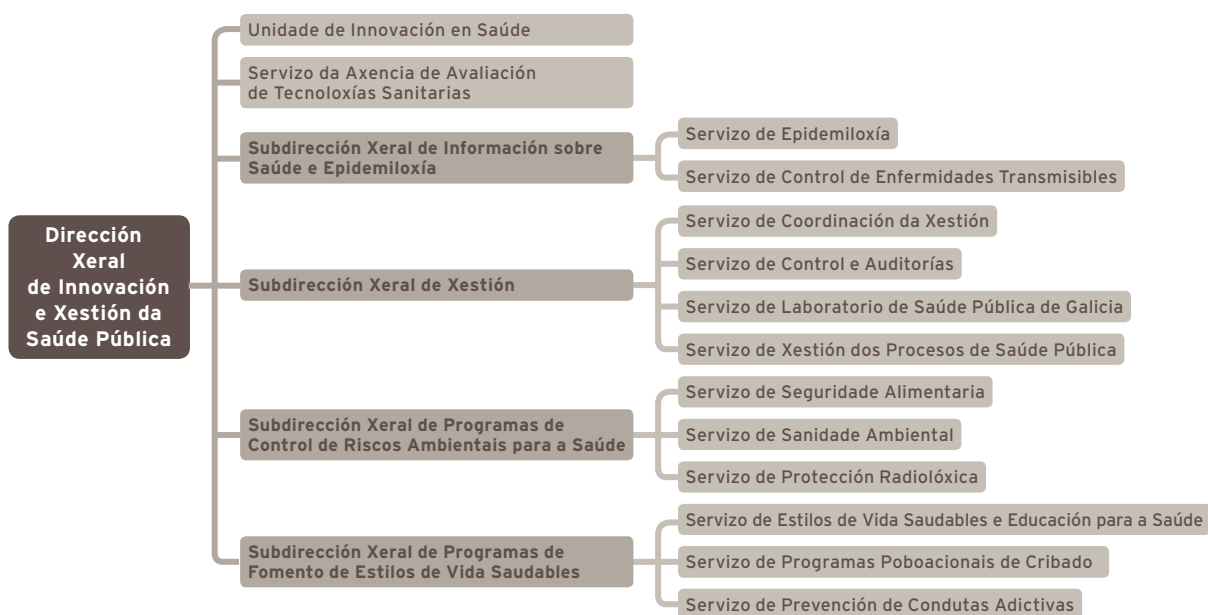 Dirección
Xeral
de Innovación
e Xestión da
Saúde Pública
Unidade de Innovación en Saúde
Servizo da Axencia de Avaliación
de Tecnoloxías Sanitarias
Subdirección Xeral de Información sobre
Saúde e Epidemiloxía
Servizo de Epidemiloxía
Servizo de Control de Enfermidades Transmisibles
Subdirección Xeral de Xestión
Servizo de Coordinación da Xestión
Servizo de Control e Auditorías
Servizo de Laboratorio de Saúde Pública de Galicia
Servizo de Xestión dos Procesos de Saúde Pública
Subdirección Xeral de Programas de
Control de Riscos Ambientais para a Saúde
Servizo de Seguridade Alimentaria
Servizo de Sanidade Ambiental
Servizo de Protección Radiolóxica
Subdirección Xeral de Programas de
Fomento de Estilos de Vida Saudables
Servizo de Estilos de Vida Saudables e Educación para a Saúde
Servizo de Programas Poboacionais de Cribado
Servizo de Prevención de Condutas Adictivas